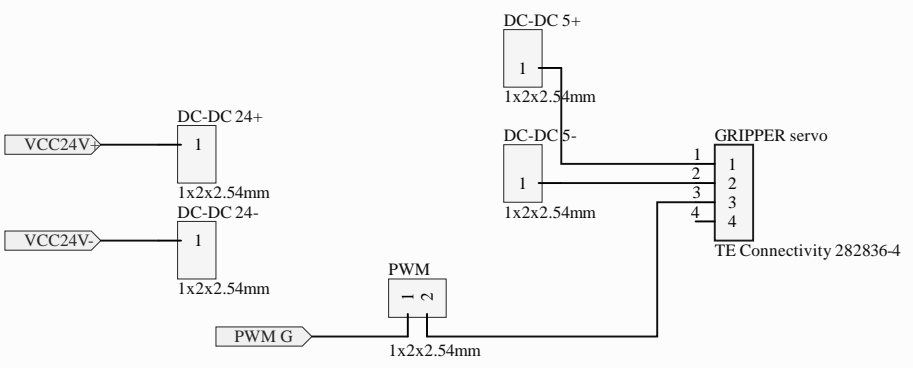 DC-DC 5+
1
1x2x2.54mm
DC-DC 24+
VCC24V+
1
1x2x2.54mm
DC-DC 5-
1
1x2x2.54mm
GRIPPER servo
1
1
2
2
3
3
4
4
TE Connectivity 282836-4
DC-DC 24-
VCC24V-
1
1x2x2.54mm
PWM
1
2
PWM G
1x2x2.54mm